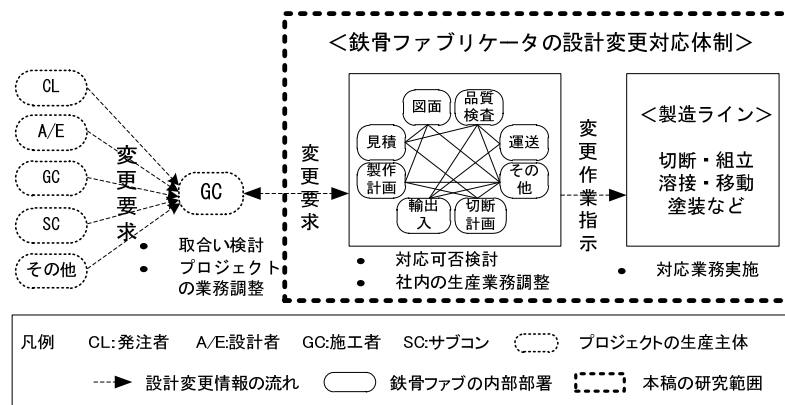 ＜鉄骨ファブリケータの設計変更対応体制＞
CL
A/E
GC
SC
その他
変更要求
GC
取合い検討
プロジェクト
の業務調整
変更要求
図面
品質
検査
見積
運送
製作
計画
その
他
輸出
入
切断
計画
対応可否検討
社内の生産業務調整
変更作業指示
＜製造ライン＞
切断・組立
溶接・移動
塗装など
対応業務実施
凡例 CL:発注者 A/E:設計者 GC:施工者 SC:サブコン プロジェクトの生産主体
設計変更情報の流れ 鉄骨ファブの内部部署 本稿の研究範囲